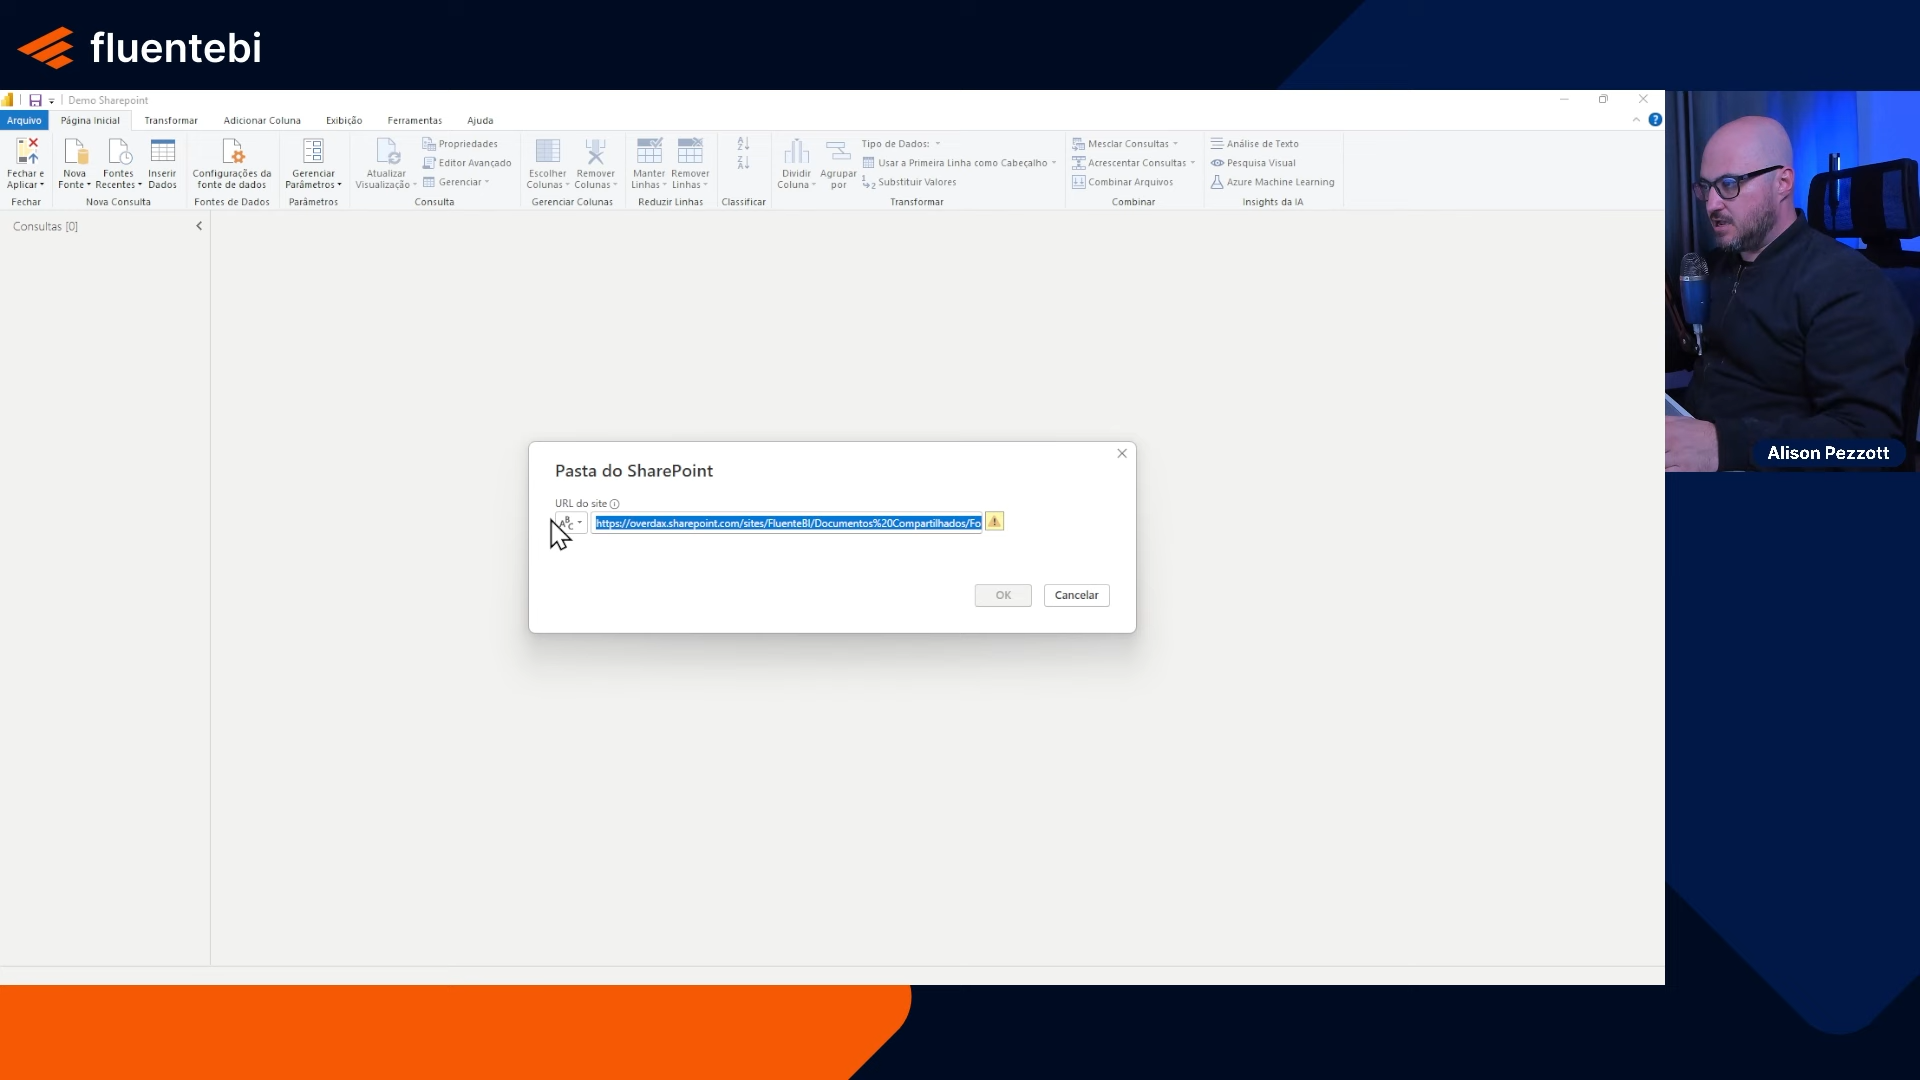 fluentebi
Demo Sharepoint
Arquivo Página Inicial Transformar Adicionar Coluna Exibição Ferramentas Ajuda
Fechar e Aplicar
Fechar
Nova Fonte
Fontes Recentes
Inserir Dados
Nova Consulta
Configurações da fonte de dados
Fontes de Dados
Gerenciar Parâmetros
Parâmetros
Atualizar Visualização
Propriedades
Editor Avançado
Gerenciar
Consulta
Escolher Colunas
Remover Colunas
Gerenciar Colunas
Manter Linhas
Remover Linhas
Reduzir Linhas
Classificar
Dividir Coluna
Agrupar por
Tipo de Dados:
Usar a Primeira Linha como Cabeçalho
Substituir Valores
Transformar
Mesclar Consultas
Acrescentar Consultas
Combinar Arquivos
Combinar
Análise de Texto
Pesquisa Visual
Azure Machine Learning
Insights da IA
Consultas [0]
Pasta do SharePoint
URL do site
https://overdax.sharepoint.com/sites/FluenteBI/Documentos%20Compartilhados/Fo
OK
Cancelar
Alison Pezzott